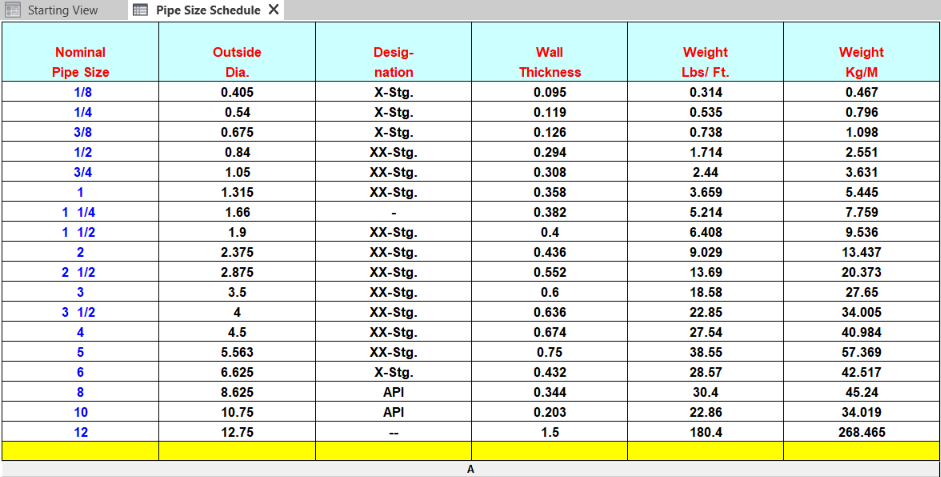 Starting View Pipe Size Schedule X
Nominal Outside Desig- Wall Weight Weight
Pipe Size Dia. nation Thickness Lbs/ Ft. Kg/M
1/8 0.405 X-Stg. 0.095 0.314 0.467
1/4 0.54 X-Stg. 0.119 0.535 0.796
3/8 0.675 X-Stg. 0.126 0.738 1.098
1/2 0.84 XX-Stg. 0.294 1.714 2.551
3/4 1.05 XX-Stg. 0.308 2.44 3.631
1 1.315 XX-Stg. 0.358 3.659 5.445
1 1/4 1.66 - 0.382 5.214 7.759
1 1/2 1.9 XX-Stg. 0.4 6.408 9.536
2 2.375 XX-Stg. 0.436 9.029 13.437
2 1/2 2.875 XX-Stg. 0.552 13.69 20.373
3 3.5 XX-Stg. 0.6 18.58 27.65
3 1/2 4 XX-Stg. 0.636 22.85 34.005
4 4.5 XX-Stg. 0.674 27.54 40.984
5 5.563 XX-Stg. 0.75 38.55 57.369
6 6.625 X-Stg. 0.432 28.57 42.517
8 8.625 API 0.344 30.4 45.24
10 10.75 API 0.203 22.86 34.019
12 12.75 -- 1.5 180.4 268.465
A